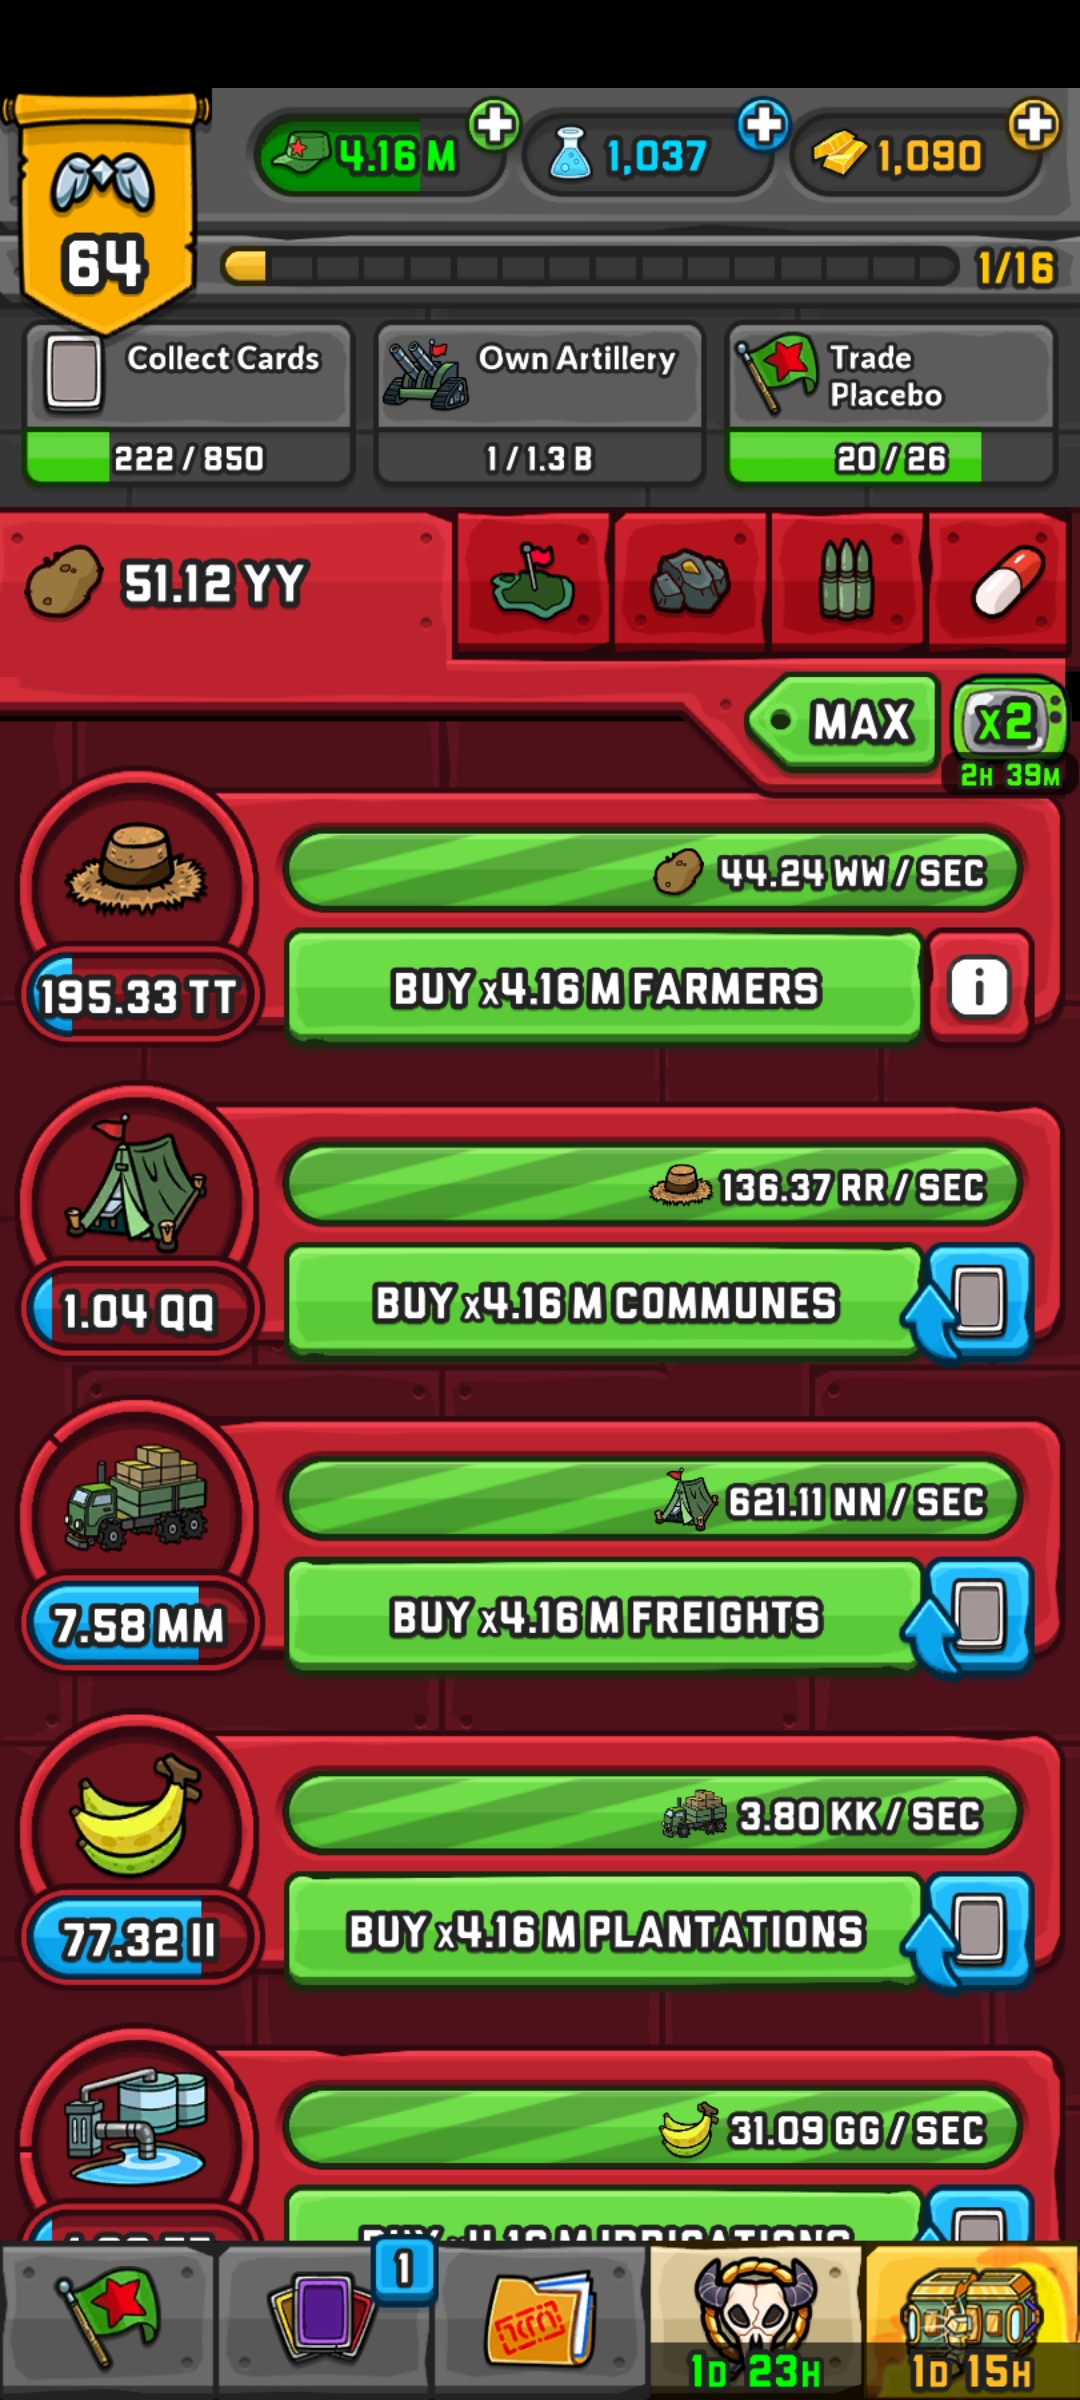 64
4.16 M
1,037
1,090
1/16
Collect Cards
222 / 850
Own Artillery
1 / 1.3 B
Trade
Placebo
20 / 26
51.12 YY
MAX
x2
2H 39M
44.24 WW / SEC
195.33 TT
BUY x4.16 M FARMERS
i
136.37 RR / SEC
1.04 QQ
BUY x4.16 M COMMUNES
621.11 NN / SEC
7.58 MM
BUY x4.16 M FREIGHTS
3.80 KK / SEC
77.32 II
BUY x4.16 M PLANTATIONS
31.09 GG / SEC
BUY x4.16 M IRRIGATIONS
1
1D 23H
1D 15H